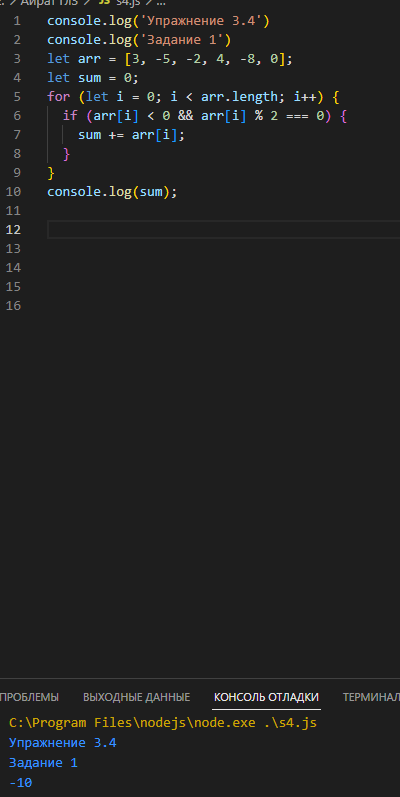 Айрат ГЛ3 > JS s4.js > ...
1 console.log('Упражнение 3.4')
2 console.log('Задание 1')
3 let arr = [3, -5, -2, 4, -8, 0];
4 let sum = 0;
5 for (let i = 0; i < arr.length; i++) {
6 if (arr[i] < 0 && arr[i] % 2 === 0) {
7 sum += arr[i];
8 }
9 }
10 console.log(sum);
11
12
13
14
15
16
ПРОБЛЕМЫ ВЫХОДНЫЕ ДАННЫЕ КОНСОЛЬ ОТЛАДКИ ТЕРМИНАЛ
C:\Program Files\nodejs\node.exe .\s4.js
Упражнение 3.4
Задание 1
-10